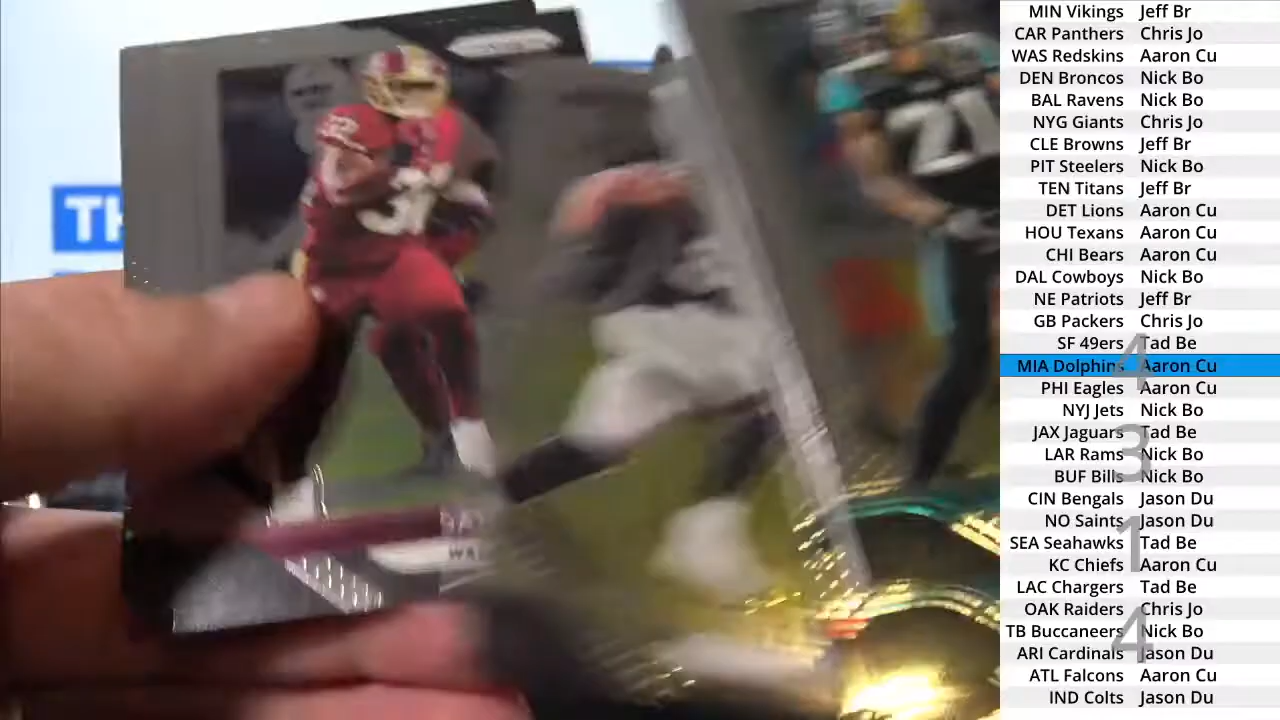 MIN Vikings Jeff Br
CAR Panthers Chris Jo
WAS Redskins Aaron Cu
DEN Broncos Nick Bo
BAL Ravens Nick Bo
NYG Giants Chris Jo
CLE Browns Jeff Br
PIT Steelers Nick Bo
TEN Titans Jeff Br
DET Lions Aaron Cu
HOU Texans Aaron Cu
CHI Bears Aaron Cu
DAL Cowboys Nick Bo
NE Patriots Jeff Br
GB Packers Chris Jo
SF 49ers Tad Be
MIA Dolphins Aaron Cu
PHI Eagles Aaron Cu
NYJ Jets Nick Bo
JAX Jaguars Tad Be
LAR Rams Nick Bo
BUF Bills Nick Bo
CIN Bengals Jason Du
NO Saints Jason Du
SEA Seahawks Tad Be
KC Chiefs Aaron Cu
LAC Chargers Tad Be
OAK Raiders Chris Jo
TB Buccaneers Nick Bo
ARI Cardinals Jason Du
ATL Falcons Aaron Cu
IND Colts Jason Du
4
3
1
4
TH
21